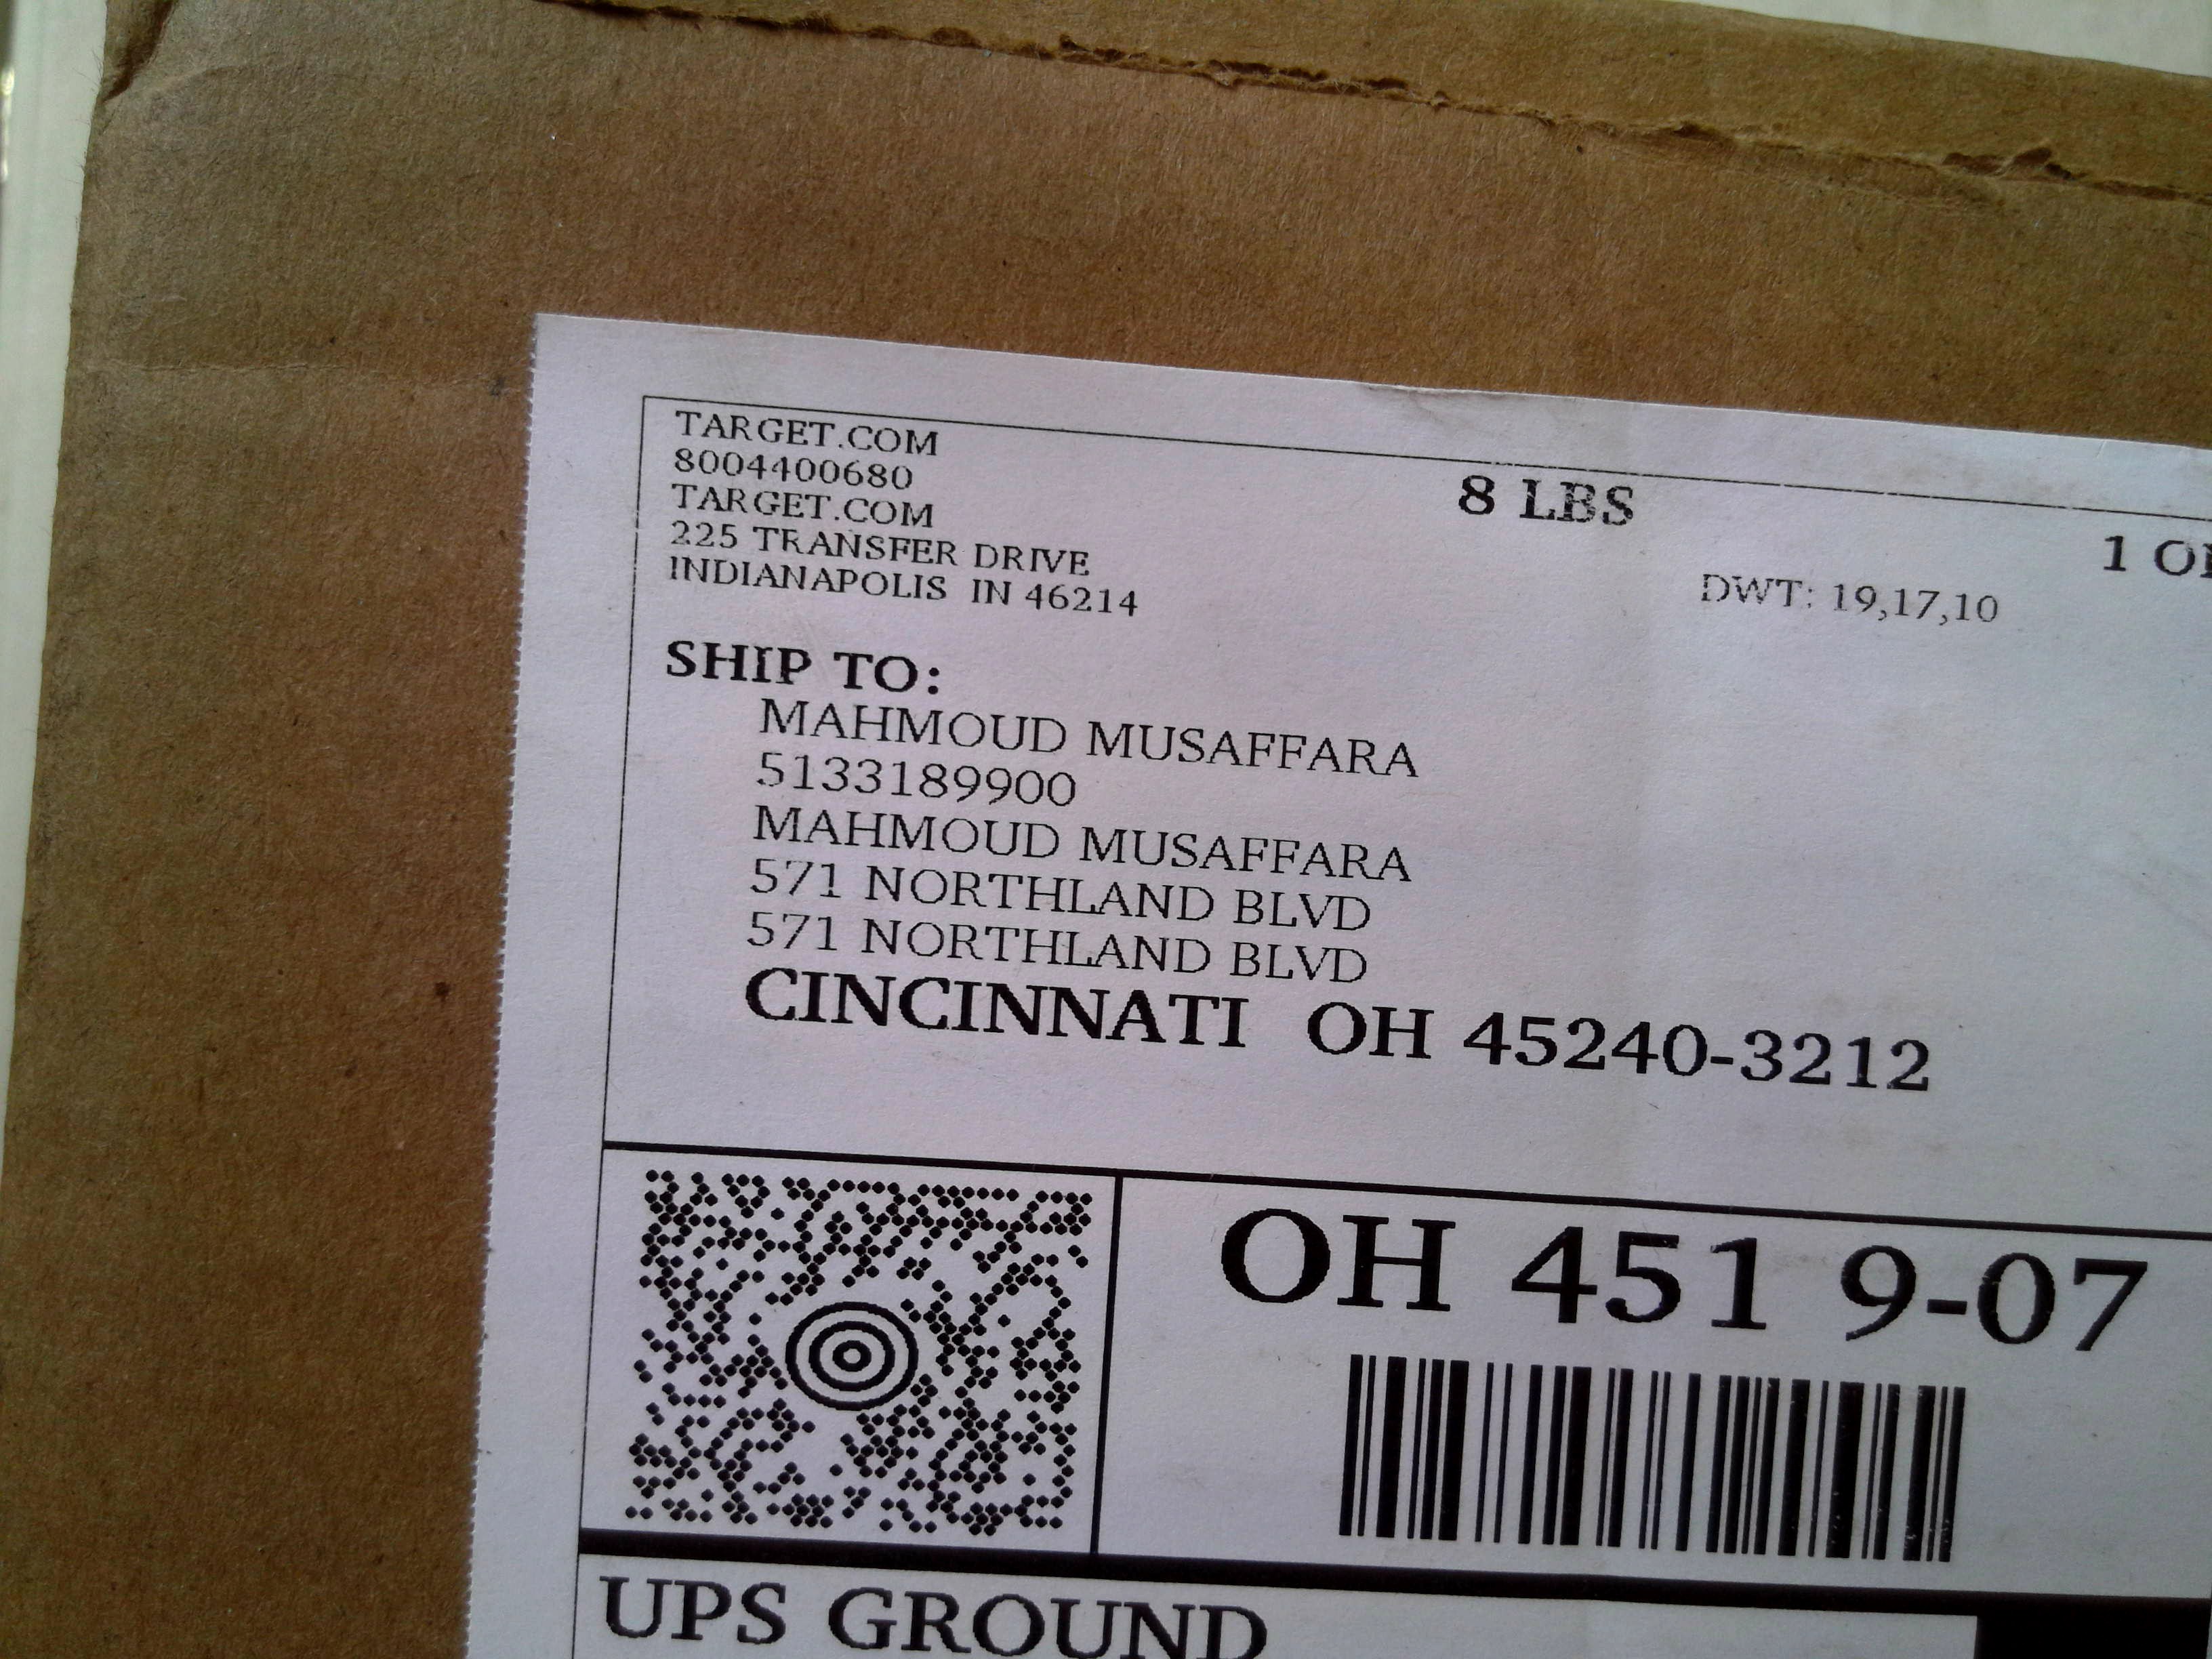 TARGET.COM
8004400680
TARGET.COM
225 TRANSFER DRIVE
INDIANAPOLIS IN 46214
8 LBS
1
DWT: 19,17,10
SHIP TO:
MAHMOUD MUSAFFARA
5133189900
MAHMOUD MUSAFFARA
571 NORTHLAND BLVD
571 NORTHLAND BLVD
CINCINNATI OH 45240-3212
OH 451 9-07
UPS GROUND